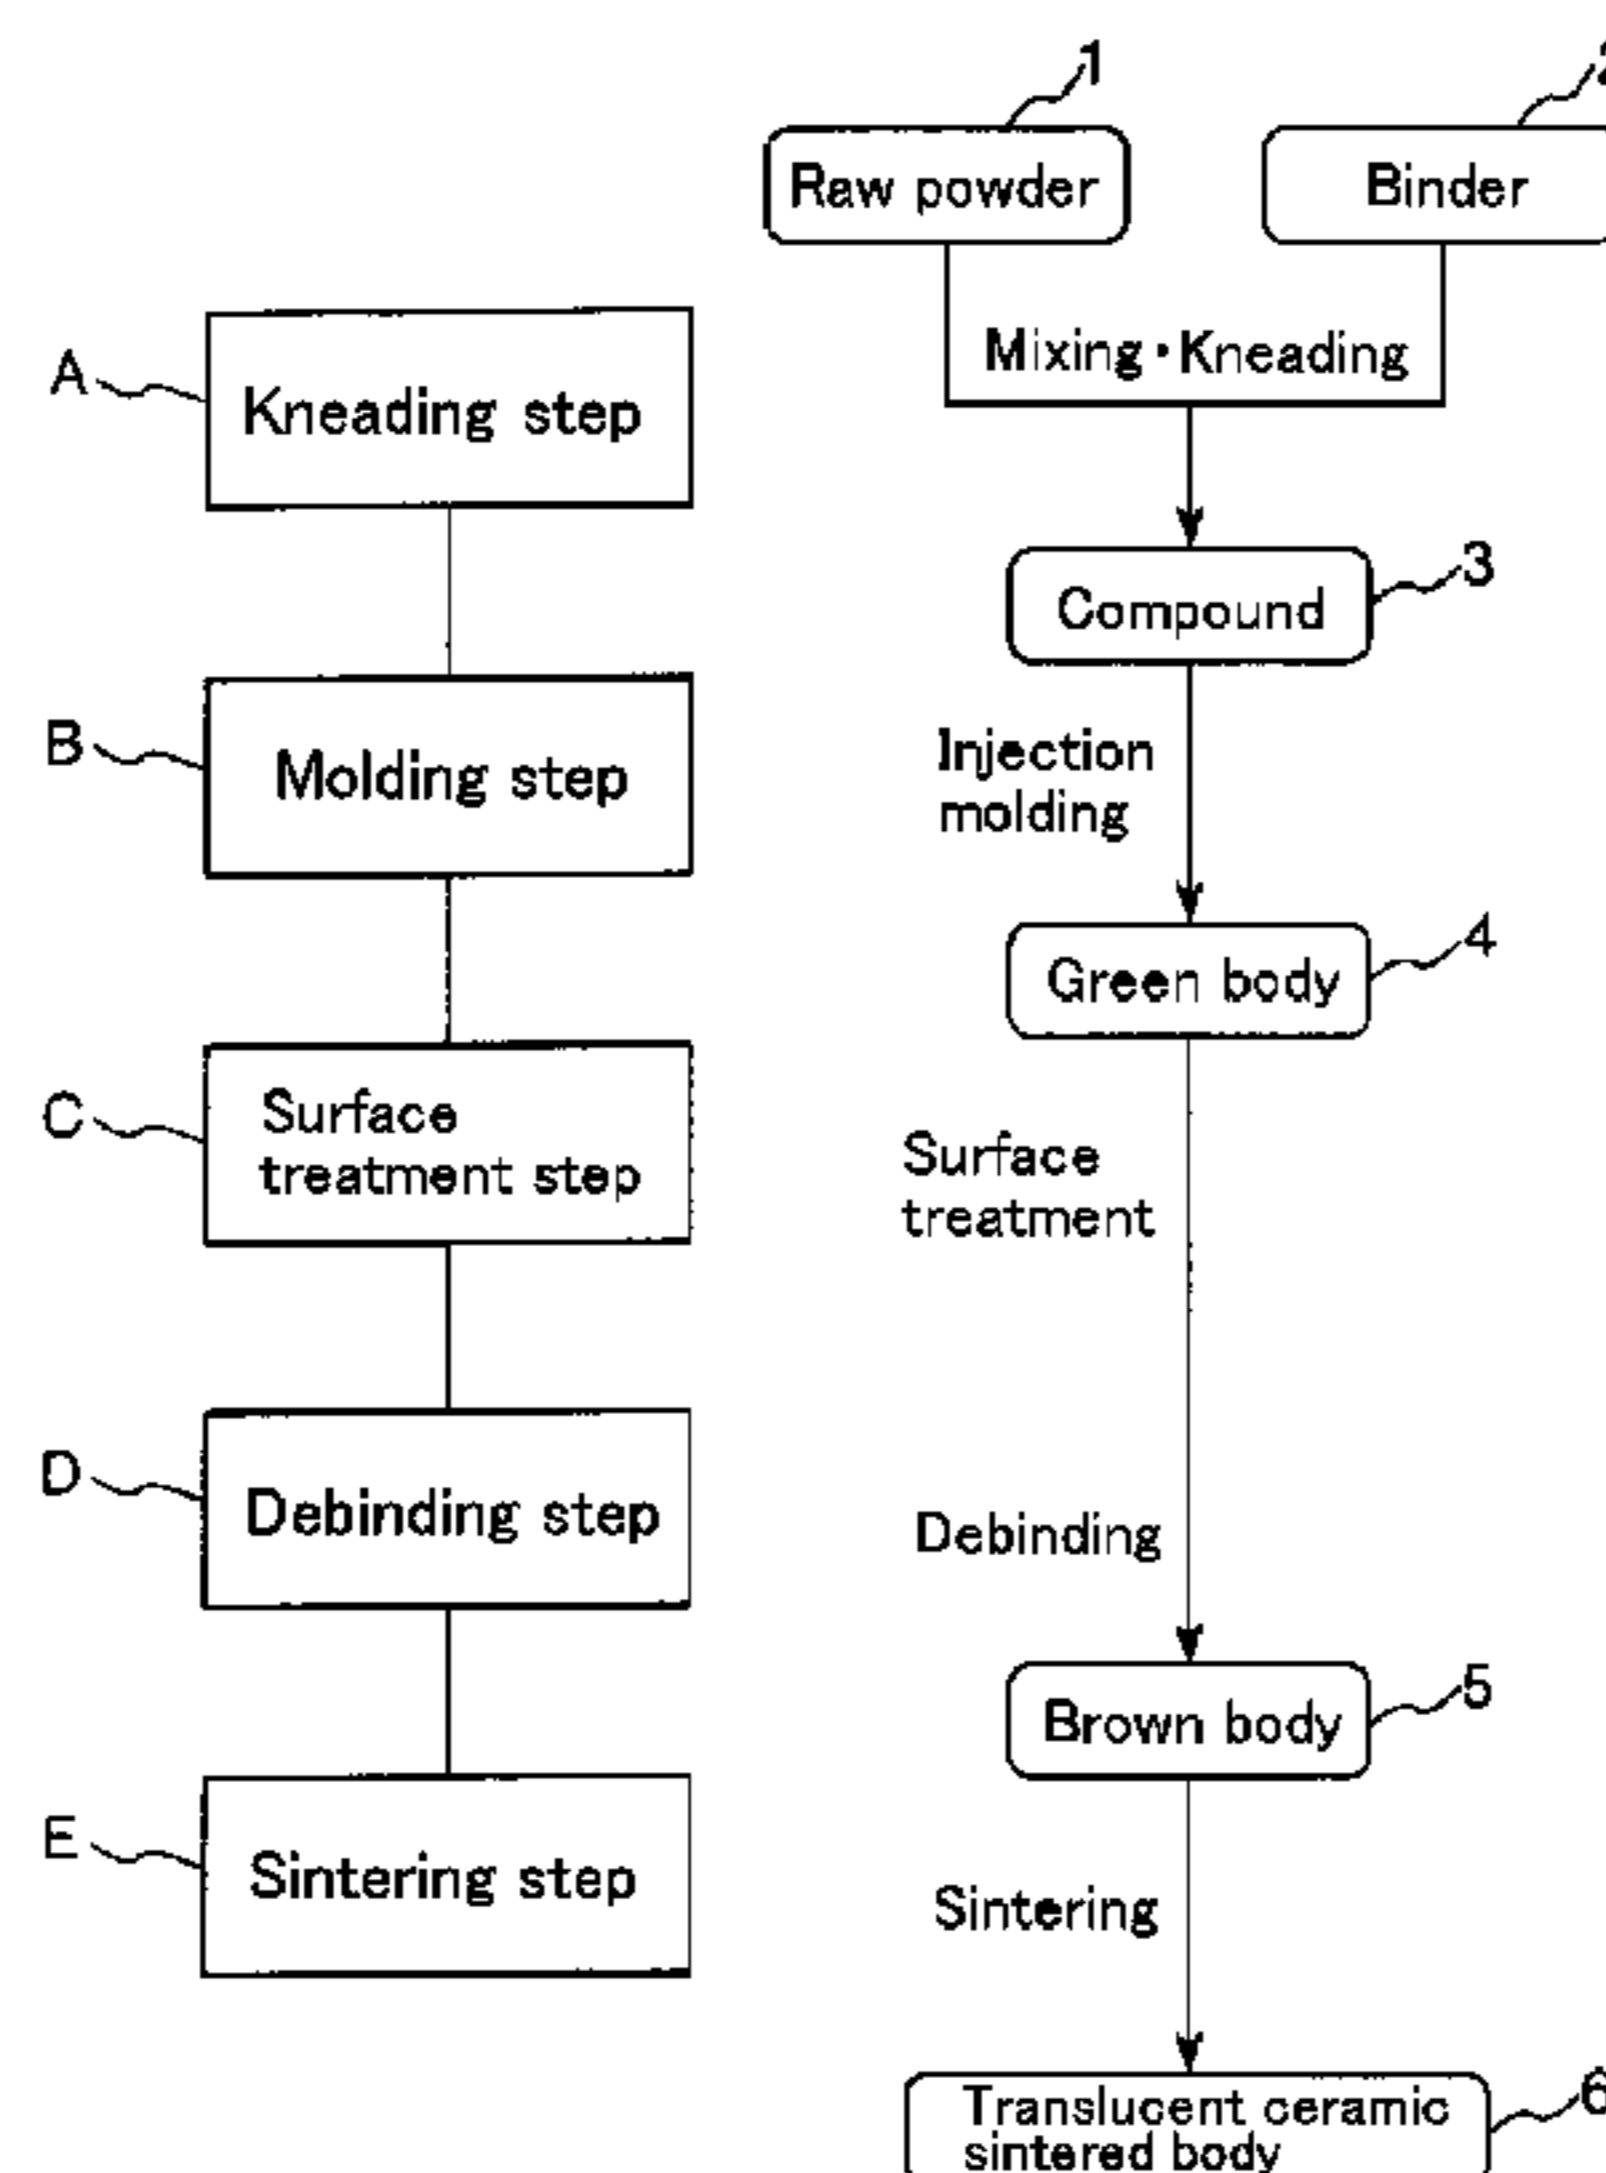 A
Kneading step
B
Molding step
C
Surface
treatment step
D
Debinding step
E
Sintering step
1
2
Raw powder
Binder
Mixing・Kneading
Compound
3
Injection
molding
Green body
4
Surface
treatment
Debinding
Brown body
5
Sintering
Translucent ceramic
sintered body
6